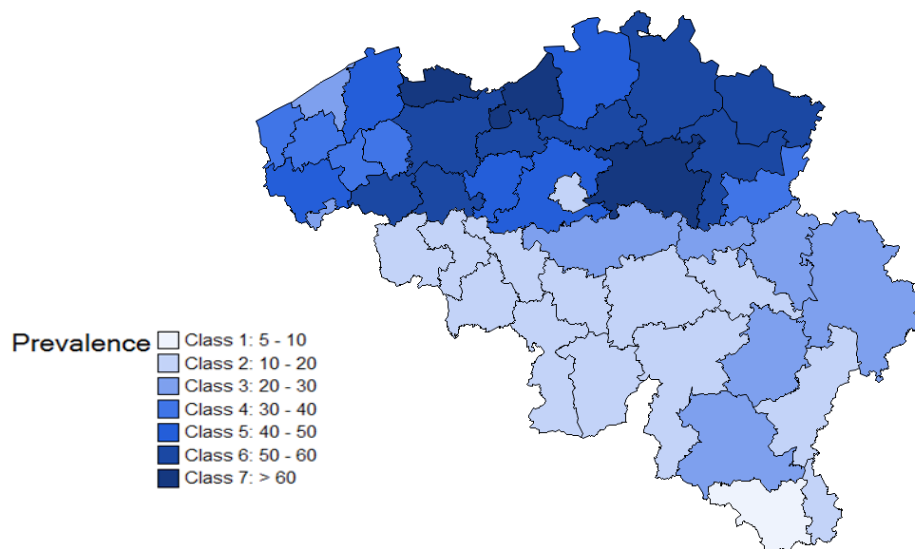 Prevalence
Class 1: 5 - 10
Class 2: 10 - 20
Class 3: 20 - 30
Class 4: 30 - 40
Class 5: 40 - 50
Class 6: 50 - 60
Class 7: > 60